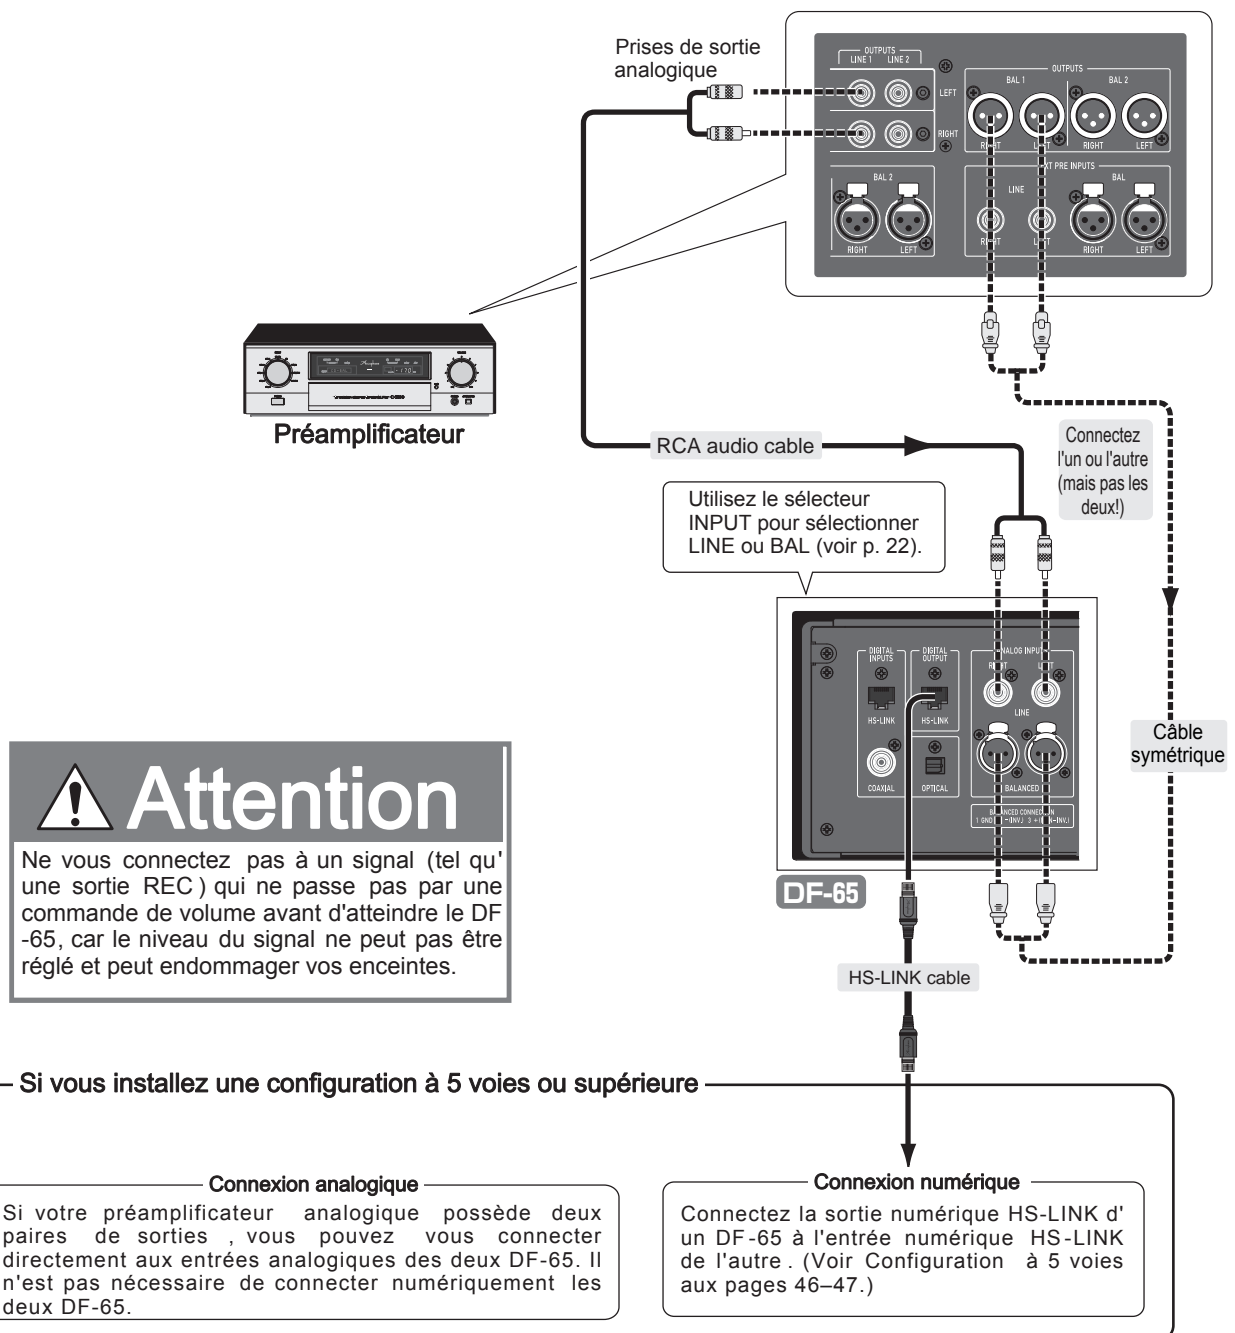 Prises de sortie
analogique
OUTPUTS
LINE 1 LINE 2
LEFT
RIGHT
OUTPUTS
BAL 1 BAL 2
RIGHT LEFT RIGHT LEFT
BAL 2
RIGHT LEFT
XT PRE INPUTS
LINE BAL
RIGHT LEFT RIGHT LEFT
Préamplificateur
RCA audio cable
Connectez
l'un ou l'autre
(mais pas les
deux!)
Utilisez le sélecteur
INPUT pour sélectionner
LINE ou BAL (voir p. 22).
DIGITAL
INPUTS
DIGITAL
OUTPUT
ANALOG INPUT
HS-LINK HS-LINK
LINE
COAXIAL OPTICAL BALANCED
Câble
symétrique
DF-65
HS-LINK cable
Attention
Ne vous connectez pas à un signal (tel qu'
une sortie REC ) qui ne passe pas par une
commande de volume avant d'atteindre le DF
-65, car le niveau du signal ne peut pas être
réglé et peut endommager vos enceintes.
Si vous installez une configuration à 5 voies ou supérieure
Connexion analogique
Si votre préamplificateur analogique possède deux
paires de sorties , vous pouvez vous connecter
directement aux entrées analogiques des deux DF-65. Il
n'est pas nécessaire de connecter numériquement les
deux DF-65.
Connexion numérique
Connectez la sortie numérique HS-LINK d'
un DF-65 à l'entrée numérique HS-LINK
de l'autre . (Voir Configuration à 5 voies
aux pages 46–47.)